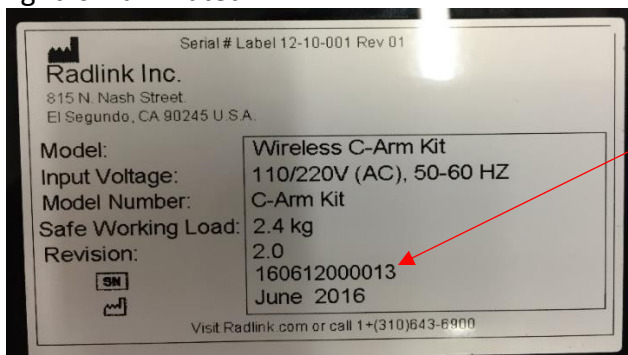 Serial # Label 12-10-001 Rev 01
Radlink Inc.
815 N. Nash Street.
El Segundo, CA 90245 U.S.A.
Model: Wireless C-Arm Kit
Input Voltage: 110/220V (AC), 50-60 HZ
Model Number: C-Arm Kit
Safe Working Load: 2.4 kg
Revision: 2.0
SN 160612000013
June 2016
Visit Radlink.com or call 1+(310)643-6900